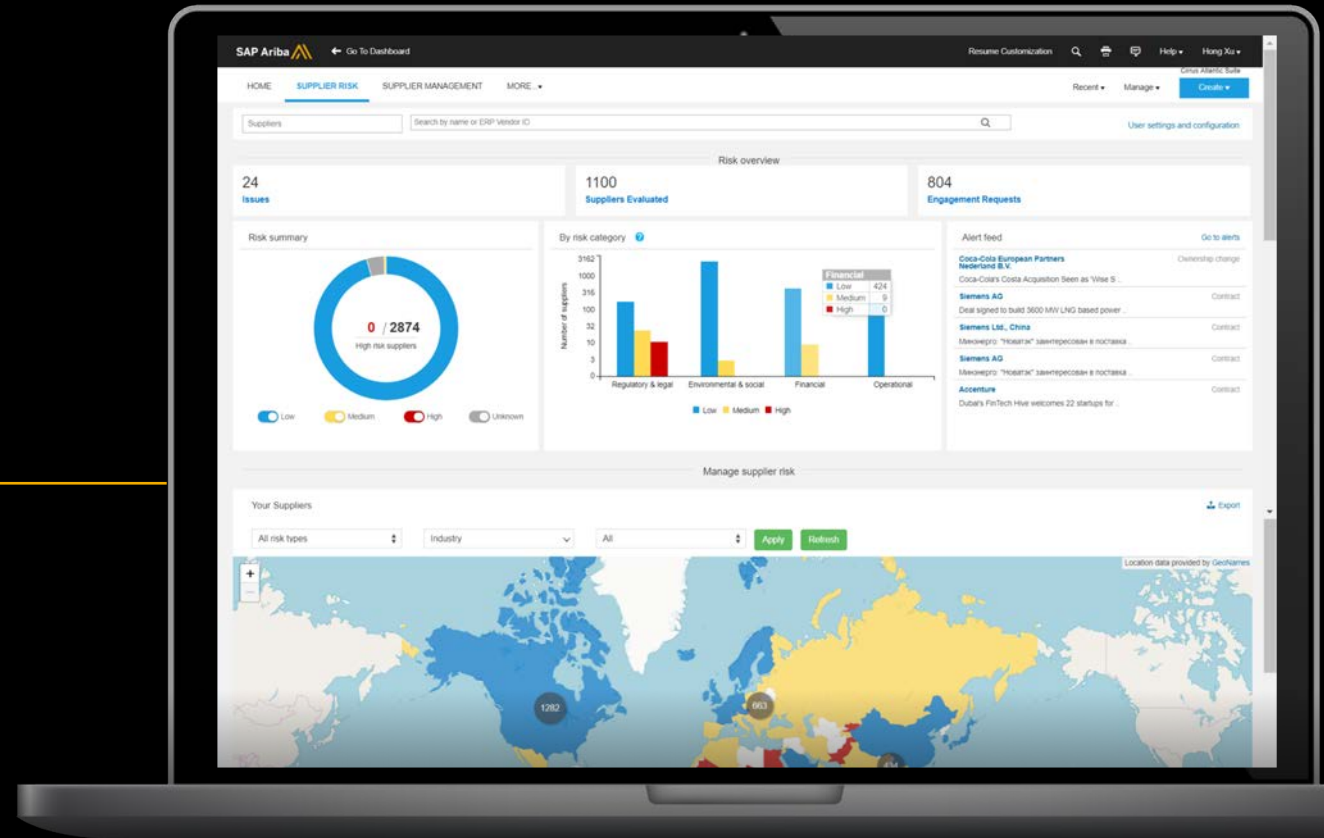 SAP Ariba
Go To Dashboard
Resume Customization
Help
Hong Xu
Cirrus Atlantic Suite
HOME
SUPPLIER RISK
SUPPLIER MANAGEMENT
MORE...
Recent
Manage
Create
Suppliers
Search by name or ERP Vendor ID
User settings and configuration
Risk overview
24
Issues
1100
Suppliers Evaluated
804
Engagement Requests
Risk summary
0 / 2874
High risk suppliers
Low
Medium
High
Unknown
By risk category
Number of suppliers
3162
1000
316
100
32
10
3
0
Financial
Low 424
Medium 9
High 0
Regulatory & legal
Environmental & social
Financial
Operational
Low
Medium
High
Alert feed
Go to alerts
Coca-Cola European Partners
Nederland B.V.
Ownership change
Coca-Cola's Costa Acquisition Seen as 'Wise S ...
Siemens AG
Contract
Deal signed to build 3600 MW LNG based power ...
Siemens Ltd., China
Contract
Минэнерго: "Новатэк" заинтересован в поставка ...
Siemens AG
Contract
Минэнерго: "Новатэк" заинтересован в поставка ...
Accenture
Contract
Dubai's FinTech Hive welcomes 22 startups for ...
Manage supplier risk
Your Suppliers
Export
All risk types
Industry
All
Apply
Refresh
+
Location data provided by GeoNames
1282
663